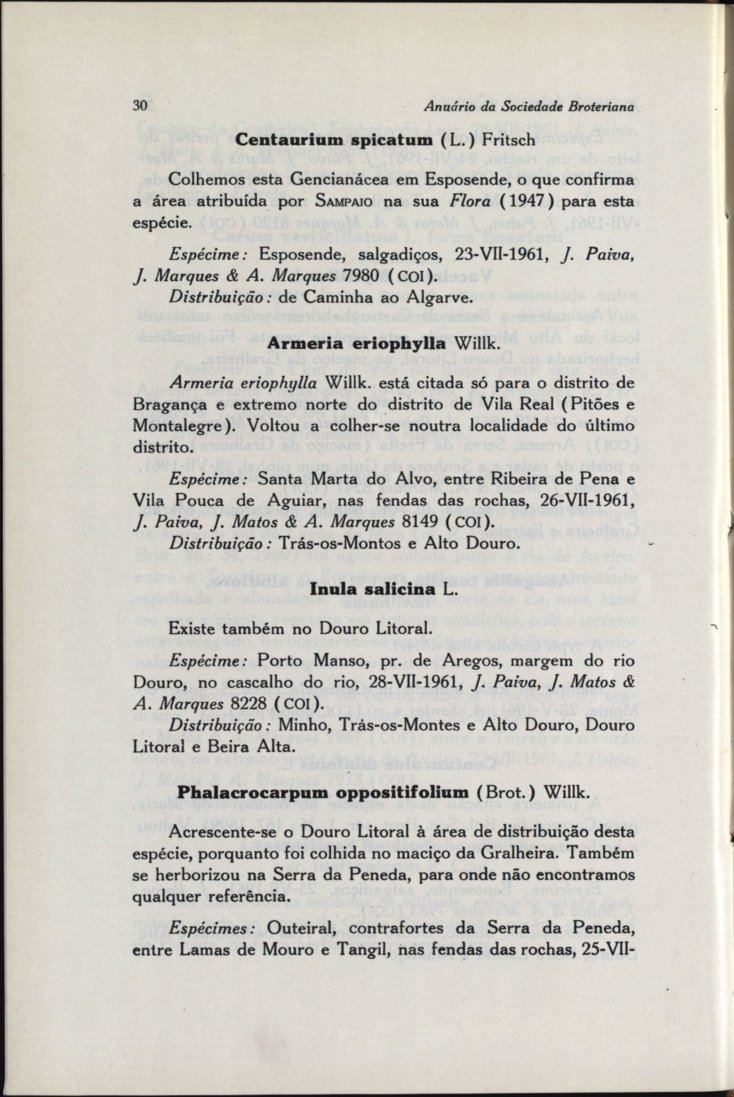 30
Anuário da Sociedade Broteriana
Centaurium spicatum (L.) Fritsch
Colhemos esta Gencianácea em Esposende, o que confirma
a área atribuída por SAMPAIO na sua Flora (1947) para esta
espécie.
Espécime: Esposende, salgadiços, 23-VII-1961, J. Paiva,
J. Marques & A. Marques 7980 (COI).
Distribuição: de Caminha ao Algarve.
Armeria eriophylla Willk.
Armeria eriophylla Willk. está citada só para o distrito de
Bragança e extremo norte do distrito de Vila Real (Pitões e
Montalegre). Voltou a colher-se noutra localidade do último
distrito.
Espécime: Santa Marta do Alvo, entre Ribeira de Pena e
Vila Pouca de Aguiar, nas fendas das rochas, 26-VII-1961,
J. Paiva, J. Matos & A. Marques 8149 (COI).
Distribuição: Trás-os-Montos e Alto Douro.
Inula salicina L.
Existe também no Douro Litoral.
Espécime: Porto Manso, pr. de Aregos, margem do rio
Douro, no cascalho do rio, 28-VII-1961, J. Paiva, J. Matos &
A. Marques 8228 (COI).
Distribuição: Minho, Trás-os-Montes e Alto Douro, Douro
Litoral e Beira Alta.
Phalacrocarpum oppositifolium (Brot.) Willk.
Acrescente-se o Douro Litoral à área de distribuição desta
espécie, porquanto foi colhida no maciço da Gralheira. Também
se herborizou na Serra da Peneda, para onde não encontramos
qualquer referência.
Espécimes: Outeiral, contrafortes da Serra da Peneda,
entre Lamas de Mouro e Tangil, nas fendas das rochas, 25-VII-